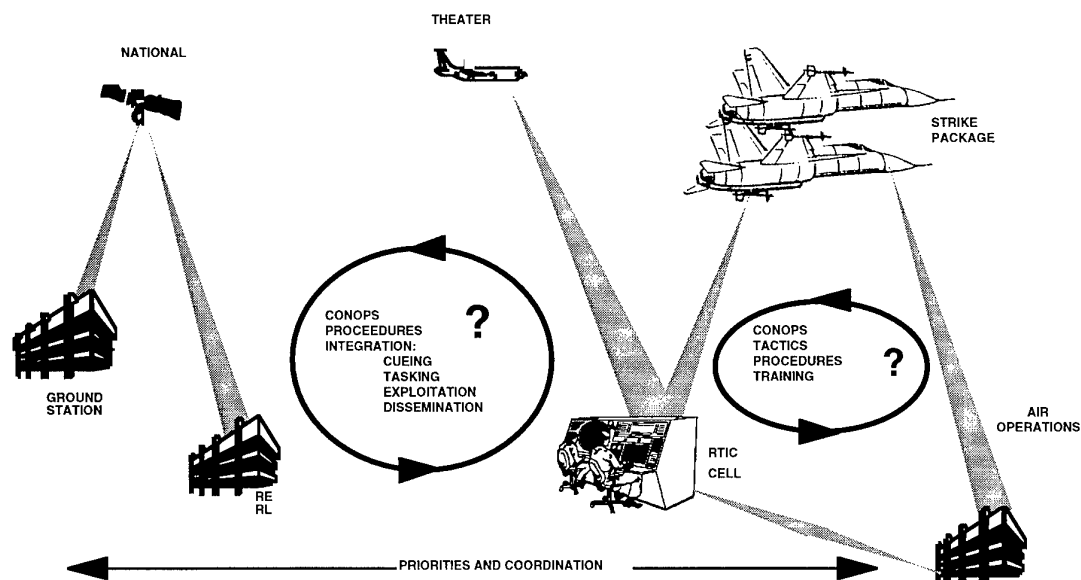 THEATER
NATIONAL
STRIKE
PACKAGE
CONOPS
PROCEEDURES
INTEGRATION:
CUEING
TASKING
EXPLOITATION
DISSEMINATION
?
CONOPS
TACTICS
PROCEDURES
TRAINING
?
GROUND
STATION
AIR
OPERATIONS
RTIC
CELL
RE
RL
PRIORITIES AND COORDINATION